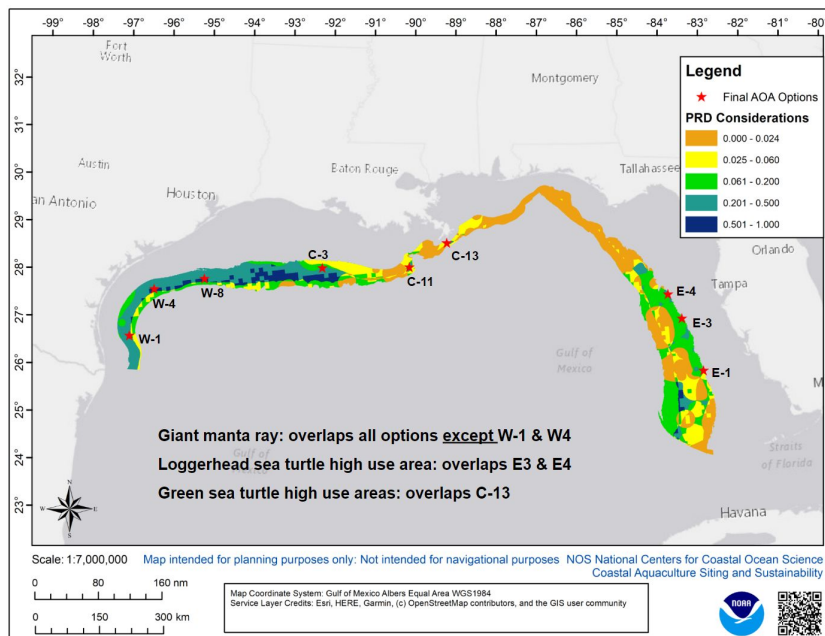 -99° -98 -97 -96 -95 -94 -93 -92 -91 -90 -89 -88 -87 -86 -85 -84 -83 -82 -81 -80
Fort
Worth
32°
31°
30°
29°
28°
27°
26°
25°
24°
23°
Montgomery
Austin
Baton Rouge
Tallahassee
Houston
an Antonio
Orlando
Tampa
Legend
Final AOA Options
PRD Considerations
0.000 - 0.024
0.025 - 0.060
0.061 - 0.200
0.201 - 0.500
0.501 - 1.000
C-3
C-13
C-11
W-8
W-4
W-1
E-4
E-3
E-1
Gulf of
Mexico
M
Giant manta ray: overlaps all options except W-1 & W4
Loggerhead sea turtle high use area: overlaps E3 & E4
Green sea turtle high use areas: overlaps C-13
Gulf of
Mexico
Straits
of Florida
Havana
N
W E
S
Scale: 1:7,000,000 Map intended for planning purposes only: Not intended for navigational purposes NOS National Centers for Coastal Ocean Science
Coastal Aquaculture Siting and Sustainability
0 80 160 nm
0 150 300 km
Map Coordinate System: Gulf of Mexico Albers Equal Area WGS1984
Service Layer Credits: Esri, HERE, Garmin, (c) OpenStreetMap contributors, and the GIS user community
NOAA